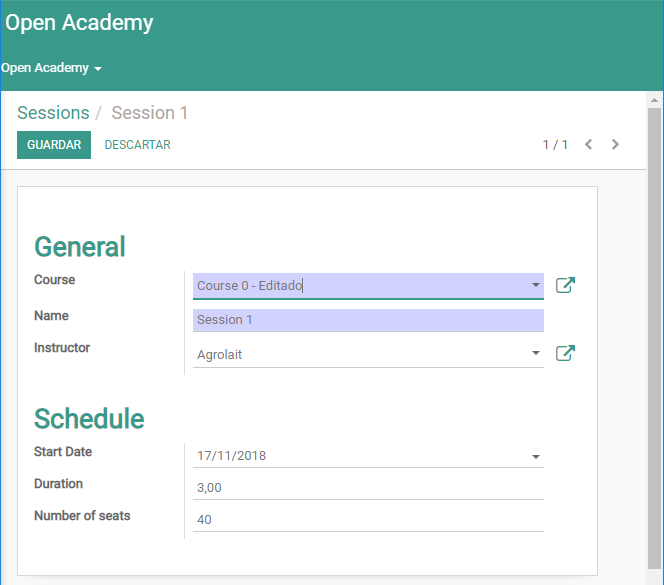 Open Academy
Open Academy
Sessions / Session 1
GUARDAR DESCARTAR 1 / 1
General
Course Course 0 - Editado
Name Session 1
Instructor Agrolait
Schedule
Start Date 17/11/2018
Duration 3,00
Number of seats 40